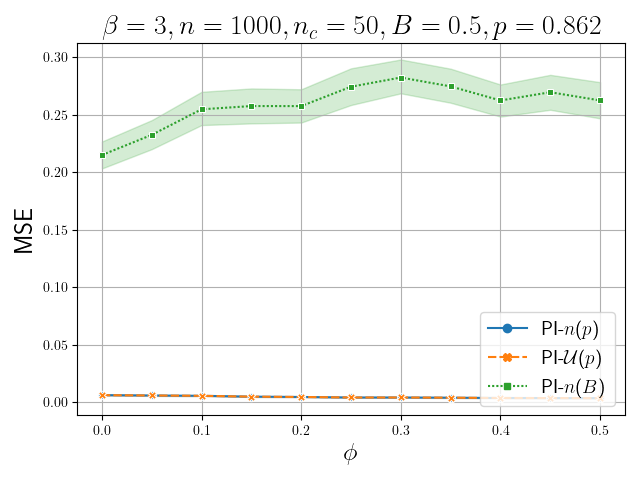 β = 3, n = 1000, n_c = 50, B = 0.5, p = 0.862
MSE
0.30
0.25
0.20
0.15
0.10
0.05
0.00
0.0 0.1 0.2 0.3 0.4 0.5
ϕ
PI-n(p)
PI-𝒰(p)
PI-n(B)